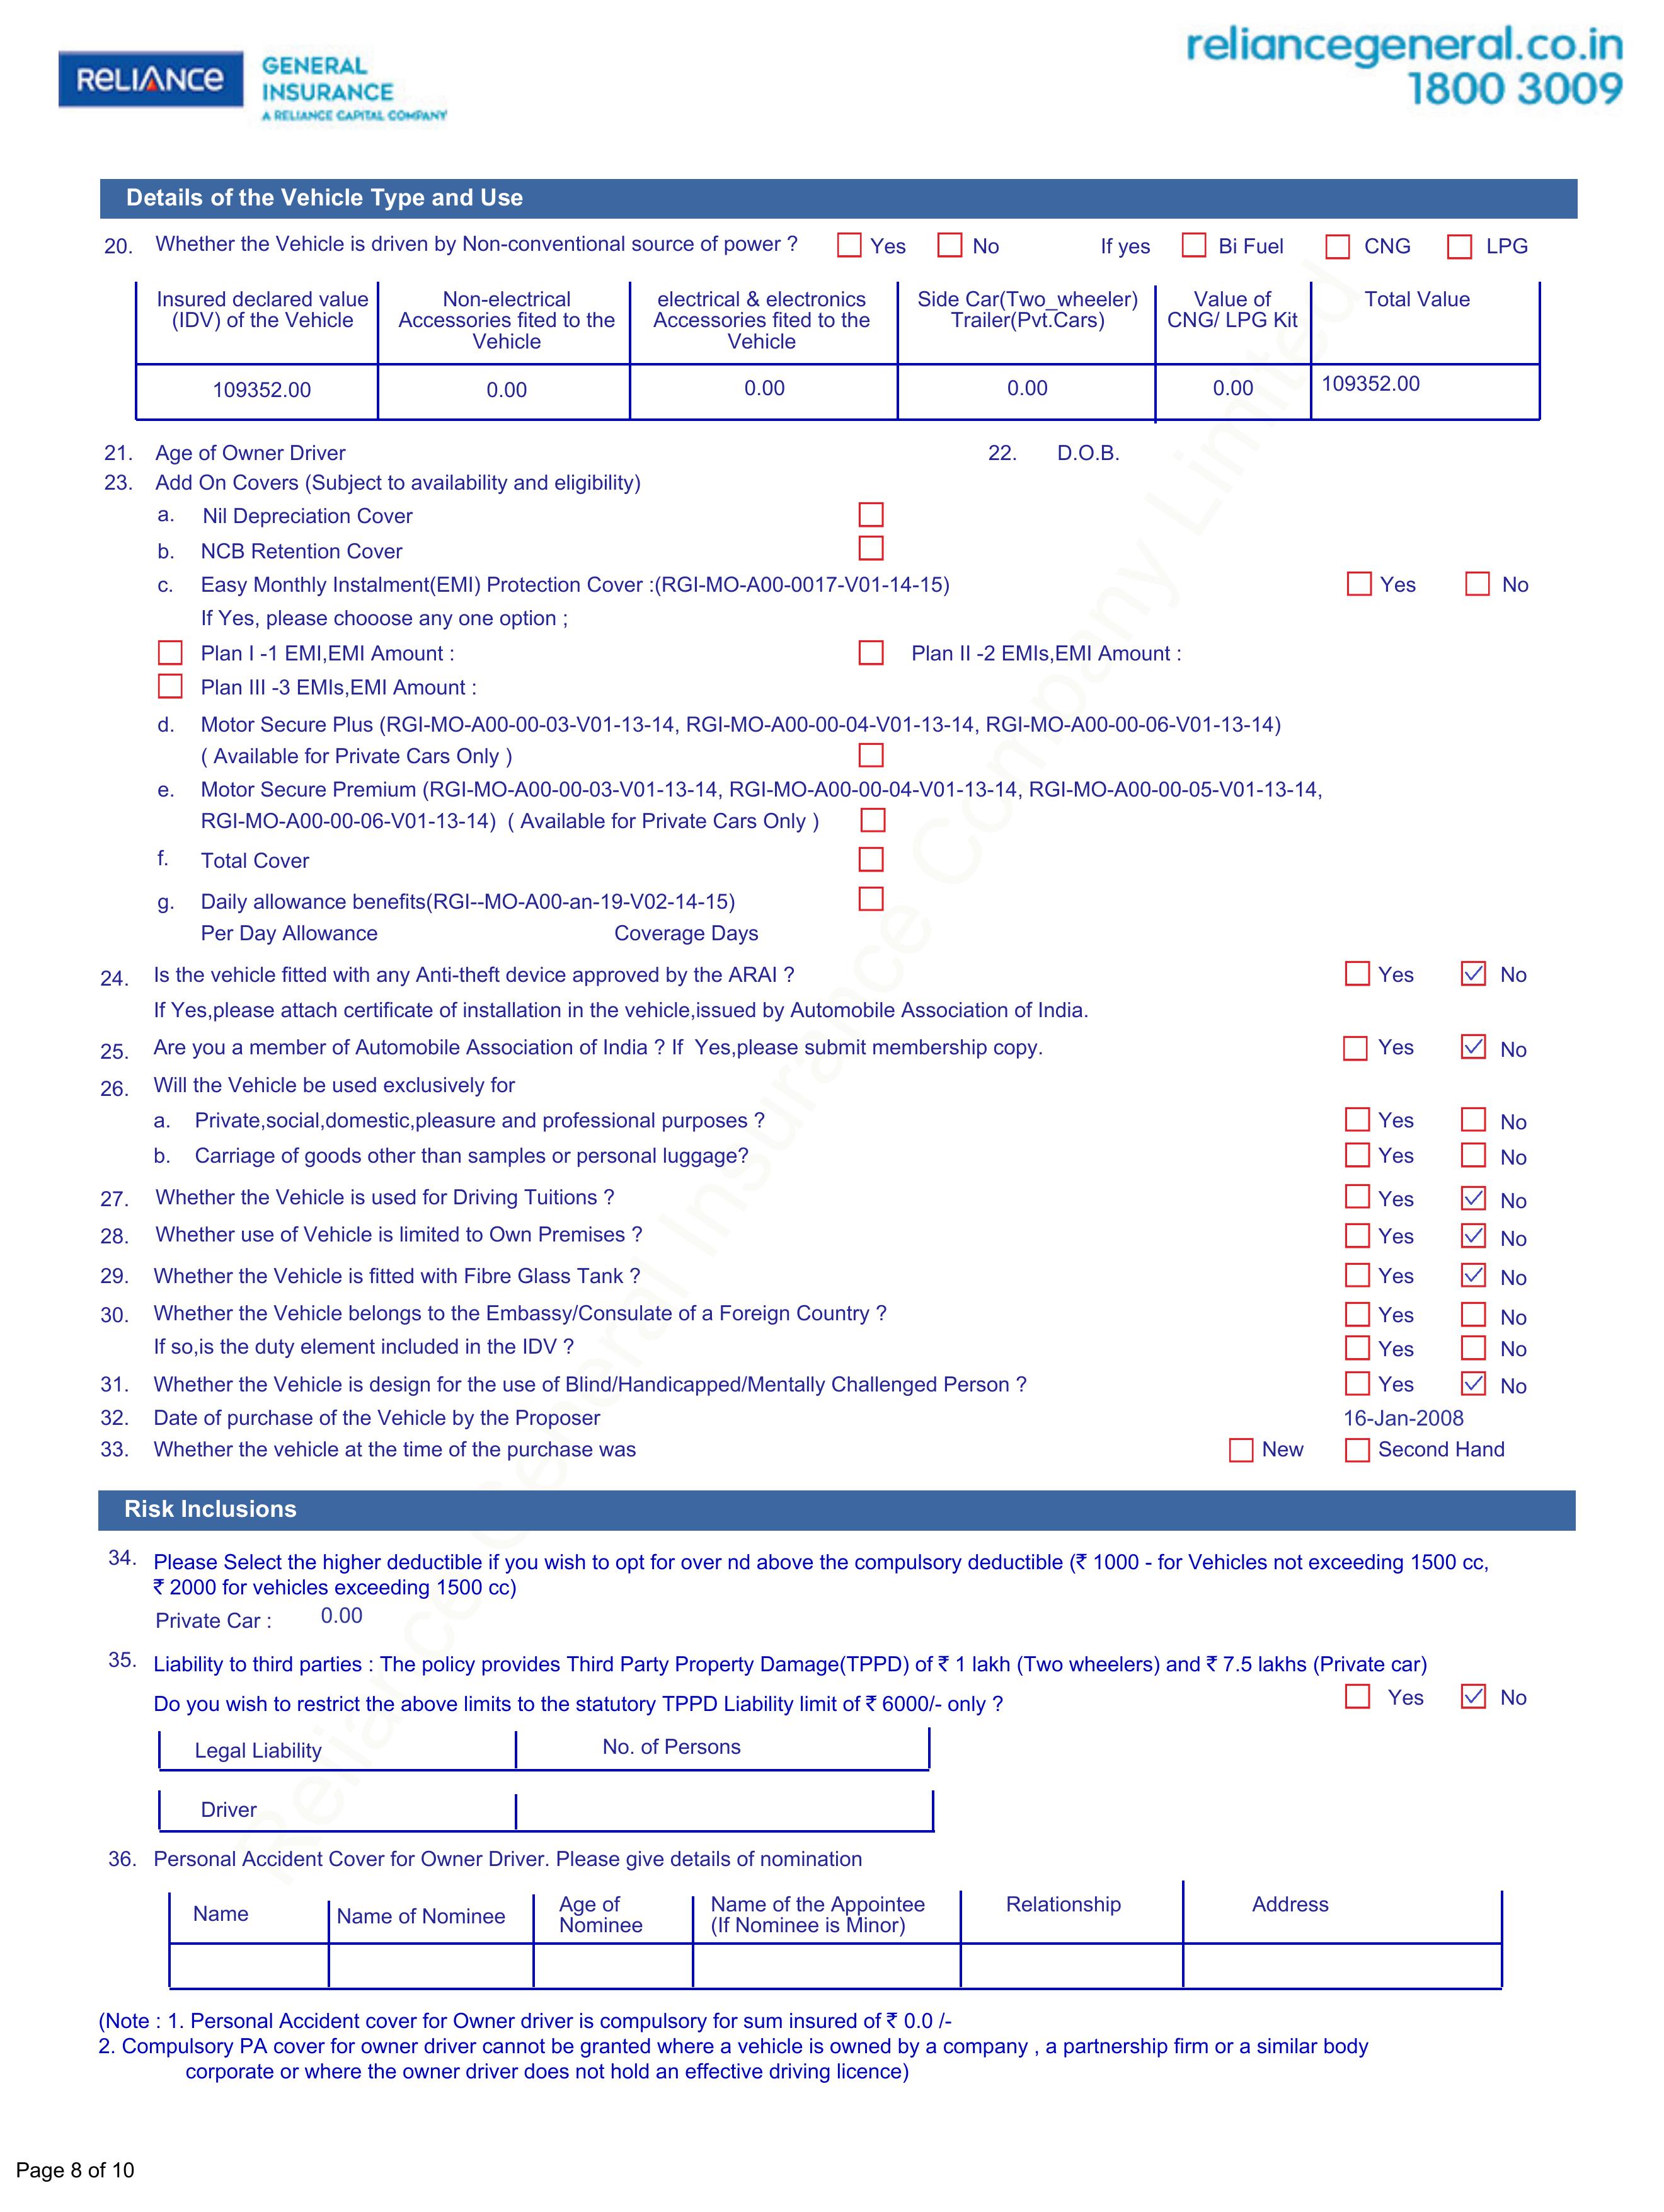 RELIANCE GENERAL INSURANCE A RELIANCE CAPITAL COMPANY
reliancegeneral.co.in
1800 3009
Details of the Vehicle Type and Use
20. Whether the Vehicle is driven by Non-conventional source of power ? Yes No If yes Bi Fuel CNG LPG
Insured declared value Non-electrical electrical & electronics Side Car(Two_wheeler) Value of Total Value
(IDV) of the Vehicle Accessories fited to the Accessories fited to the Trailer(Pvt.Cars) CNG/ LPG Kit
Vehicle Vehicle
109352.00 0.00 0.00 0.00 0.00 109352.00
21. Age of Owner Driver 22. D.O.B.
23. Add On Covers (Subject to availability and eligibility)
a. Nil Depreciation Cover
b. NCB Retention Cover
c. Easy Monthly Instalment(EMI) Protection Cover :(RGI-MO-A00-0017-V01-14-15) Yes No
If Yes, please chooose any one option ;
Plan I -1 EMI,EMI Amount : Plan II -2 EMIs,EMI Amount :
Plan III -3 EMIs,EMI Amount :
d. Motor Secure Plus (RGI-MO-A00-00-03-V01-13-14, RGI-MO-A00-00-04-V01-13-14, RGI-MO-A00-00-06-V01-13-14)
( Available for Private Cars Only )
e. Motor Secure Premium (RGI-MO-A00-00-03-V01-13-14, RGI-MO-A00-00-04-V01-13-14, RGI-MO-A00-00-05-V01-13-14,
RGI-MO-A00-00-06-V01-13-14) ( Available for Private Cars Only )
f. Total Cover
g. Daily allowance benefits(RGI--MO-A00-an-19-V02-14-15)
Per Day Allowance Coverage Days
24. Is the vehicle fitted with any Anti-theft device approved by the ARAI ? Yes ✓ No
If Yes,please attach certificate of installation in the vehicle,issued by Automobile Association of India.
25. Are you a member of Automobile Association of India ? If Yes,please submit membership copy. Yes ✓ No
26. Will the Vehicle be used exclusively for
a. Private,social,domestic,pleasure and professional purposes ? Yes No
b. Carriage of goods other than samples or personal luggage? Yes No
27. Whether the Vehicle is used for Driving Tuitions ? Yes ✓ No
28. Whether use of Vehicle is limited to Own Premises ? Yes ✓ No
29. Whether the Vehicle is fitted with Fibre Glass Tank ? Yes ✓ No
30. Whether the Vehicle belongs to the Embassy/Consulate of a Foreign Country ? Yes No
If so,is the duty element included in the IDV ? Yes No
31. Whether the Vehicle is design for the use of Blind/Handicapped/Mentally Challenged Person ? Yes ✓ No
32. Date of purchase of the Vehicle by the Proposer 16-Jan-2008
33. Whether the vehicle at the time of the purchase was New Second Hand
Risk Inclusions
34. Please Select the higher deductible if you wish to opt for over nd above the compulsory deductible (₹ 1000 - for Vehicles not exceeding 1500 cc,
₹ 2000 for vehicles exceeding 1500 cc)
Private Car : 0.00
35. Liability to third parties : The policy provides Third Party Property Damage(TPPD) of ₹ 1 lakh (Two wheelers) and ₹ 7.5 lakhs (Private car)
Do you wish to restrict the above limits to the statutory TPPD Liability limit of ₹ 6000/- only ? Yes ✓ No
Legal Liability No. of Persons
Driver
36. Personal Accident Cover for Owner Driver. Please give details of nomination
Name Name of Nominee Age of Nominee Name of the Appointee (If Nominee is Minor) Relationship Address
(Note : 1. Personal Accident cover for Owner driver is compulsory for sum insured of ₹ 0.0 /-
2. Compulsory PA cover for owner driver cannot be granted where a vehicle is owned by a company , a partnership firm or a similar body
corporate or where the owner driver does not hold an effective driving licence)
Reliance General Insurance Company Limited
Page 8 of 10